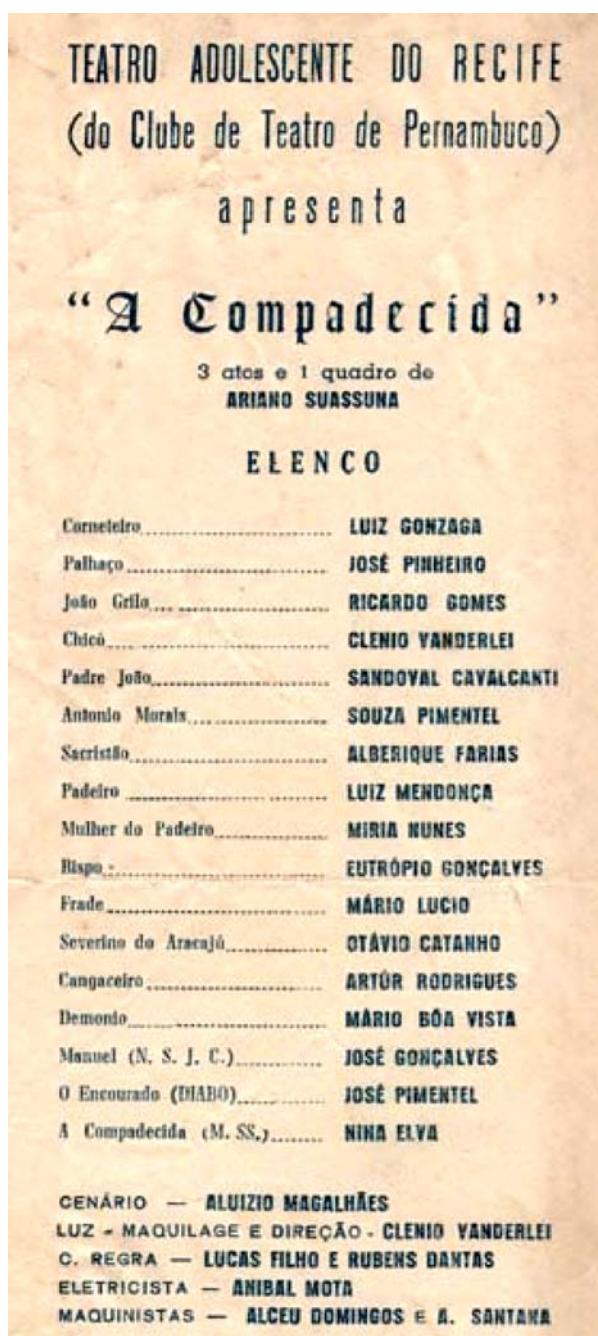 TEATRO ADOLESCENTE DO RECIFE
(do Clube de Teatro de Pernambuco)
apresenta
“A Compadecida”
3 atos e 1 quadro de
ARIANO SUASSUNA
ELENCO
Corneteiro LUIZ GONZAGA
Palhaço JOSÉ PINHEIRO
João Grilo RICARDO GOMES
Chicó CLENIO VANDERLEI
Padre João SANDOVAL CAVALCANTI
Antonio Morais SOUZA PIMENTEL
Sacristão ALBERIQUE FARIAS
Padeiro LUIZ MENDONÇA
Mulher do Padeiro MIRIA NUNES
Bispo EUTRÓPIO GONÇALVES
Frade MÁRIO LUCIO
Severino do Aracajú OTÁVIO CATANHO
Cangaceiro ARTÚR RODRIGUES
Demonio MÁRIO BÔA VISTA
Manuel (N. S. J. C.) JOSÉ GONÇALVES
O Encourado (DIABO) JOSÉ PIMENTEL
A Compadecida (M. SS.) NINA ELVA
CENÁRIO — ALUIZIO MAGALHÃES
LUZ - MAQUILAGE E DIREÇÃO - CLENIO VANDERLEI
C. REGRA — LUCAS FILHO E RUBENS DANTAS
ELETRICISTA — ANIBAL MOTA
MAQUINISTAS — ALCEU DOMINGOS E A. SANTANA